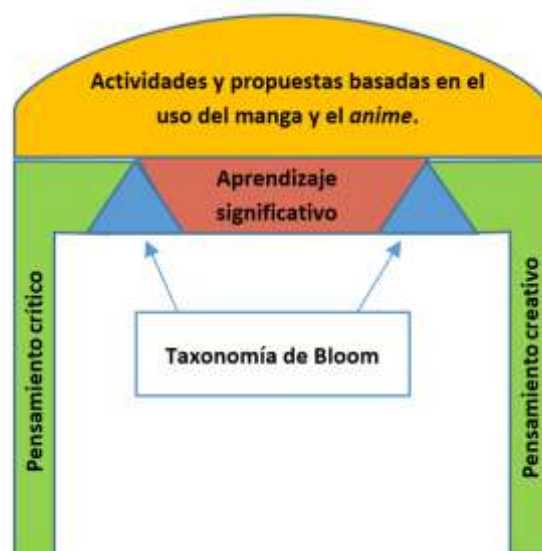 Actividades y propuestas basadas en el
uso del manga y el anime.
Aprendizaje
significativo
Taxonomía de Bloom
Pensamiento crítico
Pensamiento creativo